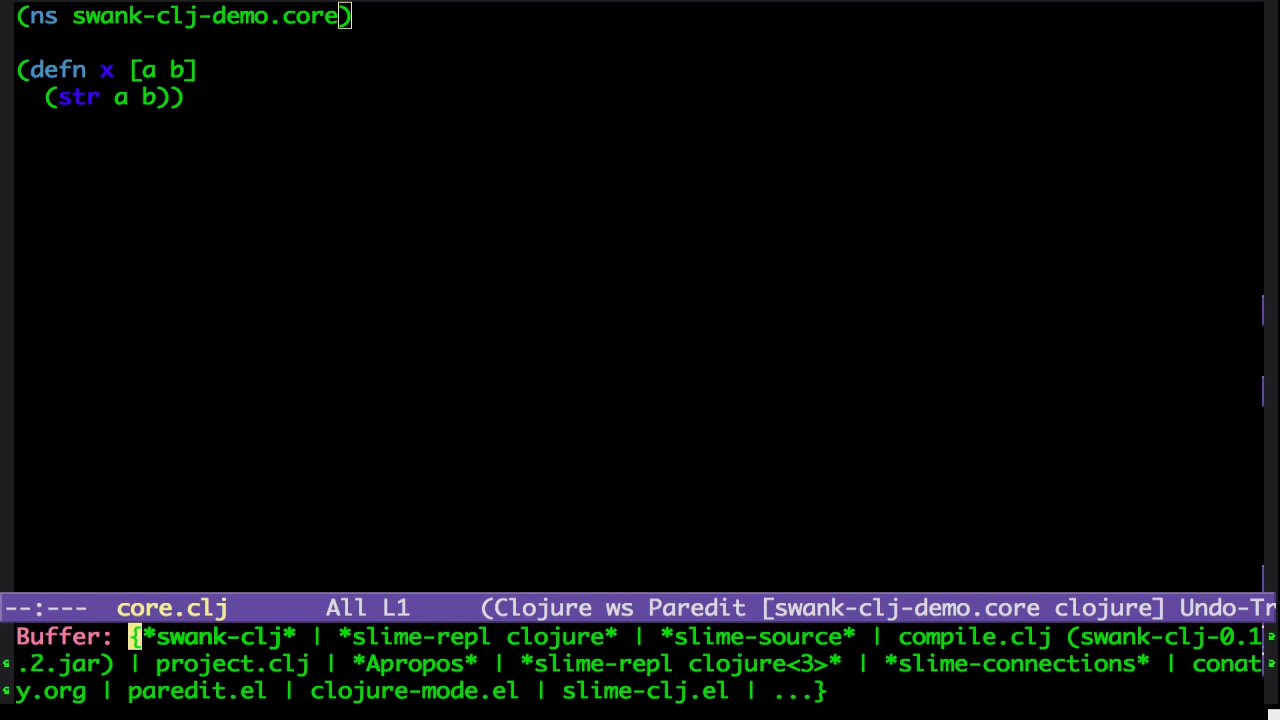 (ns swank-clj-demo.core)
(defn x [a b]
(str a b))
--:---  core.clj       All L1     (Clojure ws Paredit [swank-clj-demo.core clojure] Undo-Tr
Buffer: {*swank-clj* | *slime-repl clojure* | *slime-source* | compile.clj (swank-clj-0.1
.2.jar) | project.clj | *Apropos* | *slime-repl clojure<3>* | *slime-connections* | conat
y.org | paredit.el | clojure-mode.el | slime-clj.el | ...}